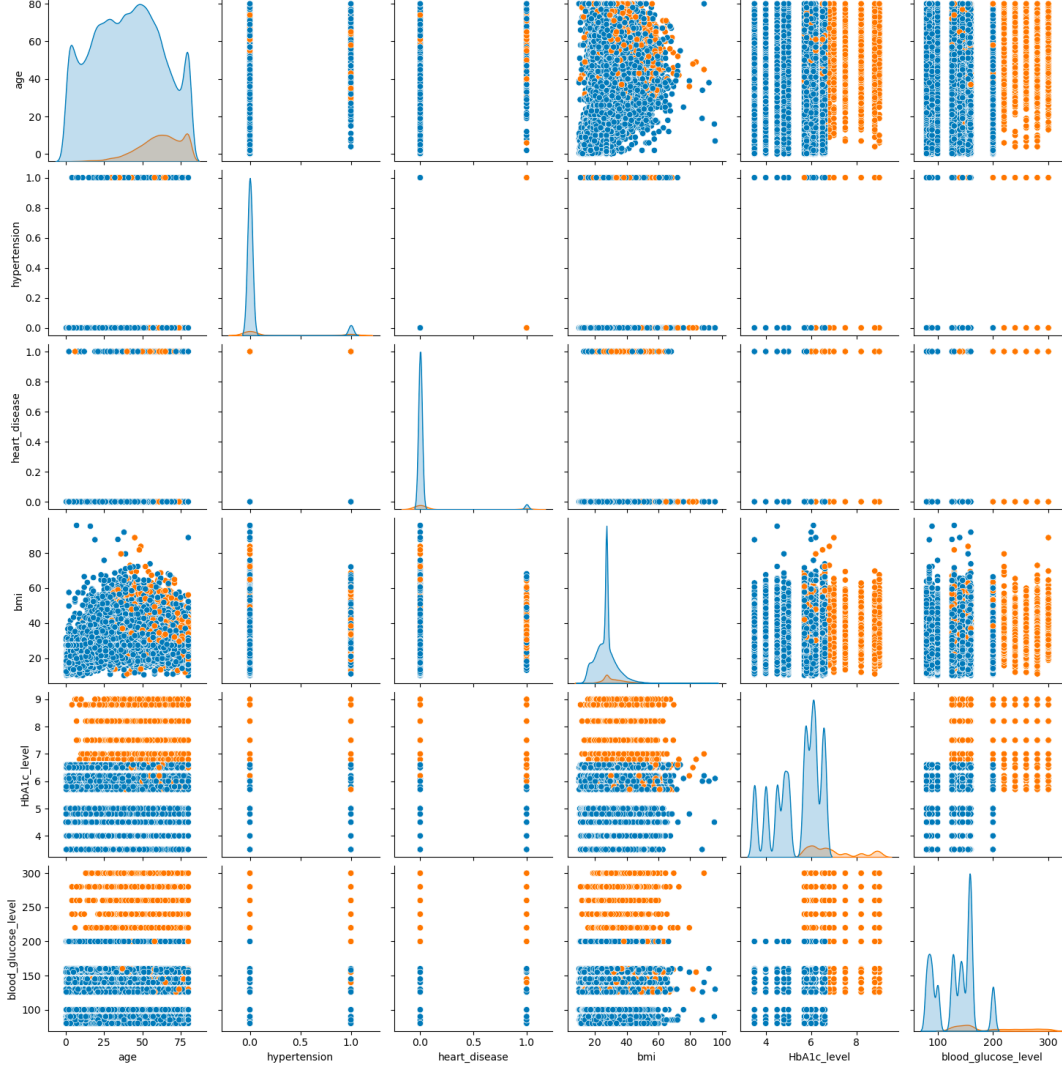 80
60
40
20
0
age
1.0
0.8
0.6
0.4
0.2
0.0
hypertension
1.0
0.8
0.6
0.4
0.2
0.0
heart_disease
80
60
40
20
bmi
9
8
7
6
5
4
HbA1c_level
300
250
200
150
100
blood_glucose_level
0 25 50 75
0.0 0.5 1.0
0.0 0.5 1.0
20 40 60 80
4 6 8
100 200 300
age hypertension heart_disease bmi HbA1c_level blood_glucose_level